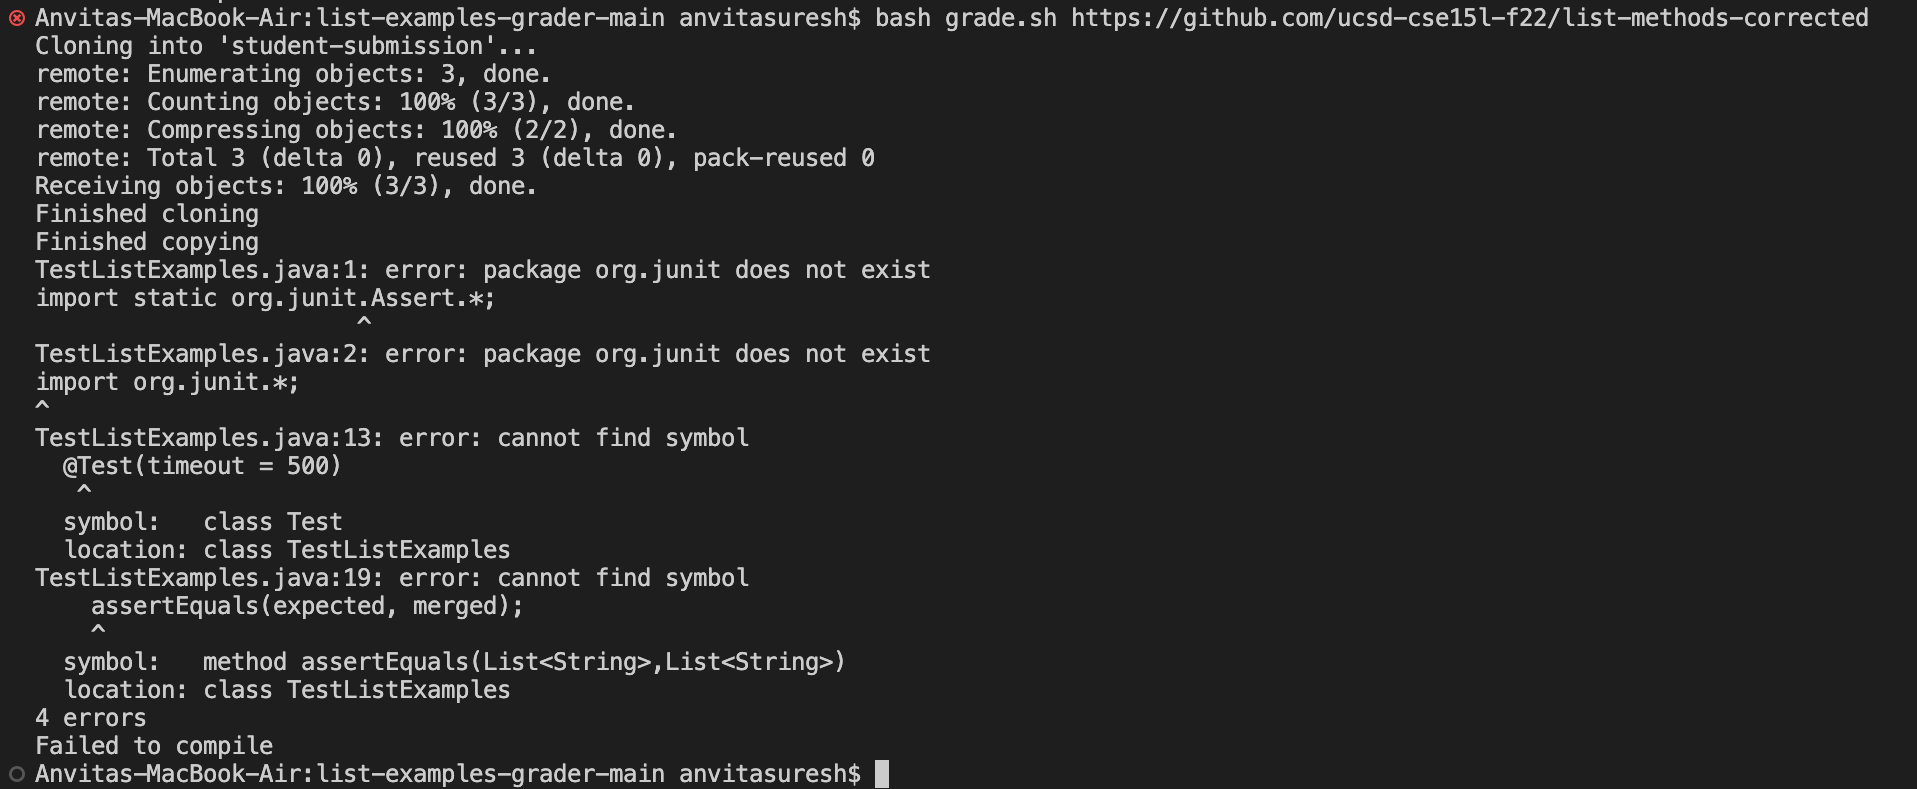 Anvitas-MacBook-Air:list-examples-grader-main anvitasuresh$ bash grade.sh https://github.com/ucsd-cse15l-f22/list-methods-corrected
Cloning into 'student-submission'...
remote: Enumerating objects: 3, done.
remote: Counting objects: 100% (3/3), done.
remote: Compressing objects: 100% (2/2), done.
remote: Total 3 (delta 0), reused 3 (delta 0), pack-reused 0
Receiving objects: 100% (3/3), done.
Finished cloning
Finished copying
TestListExamples.java:1: error: package org.junit does not exist
import static org.junit.Assert.*;
                       ^
TestListExamples.java:2: error: package org.junit does not exist
import org.junit.*;
^
TestListExamples.java:13: error: cannot find symbol
  @Test(timeout = 500)
   ^
  symbol:   class Test
  location: class TestListExamples
TestListExamples.java:19: error: cannot find symbol
    assertEquals(expected, merged);
    ^
  symbol:   method assertEquals(List<String>,List<String>)
  location: class TestListExamples
4 errors
Failed to compile
Anvitas-MacBook-Air:list-examples-grader-main anvitasuresh$